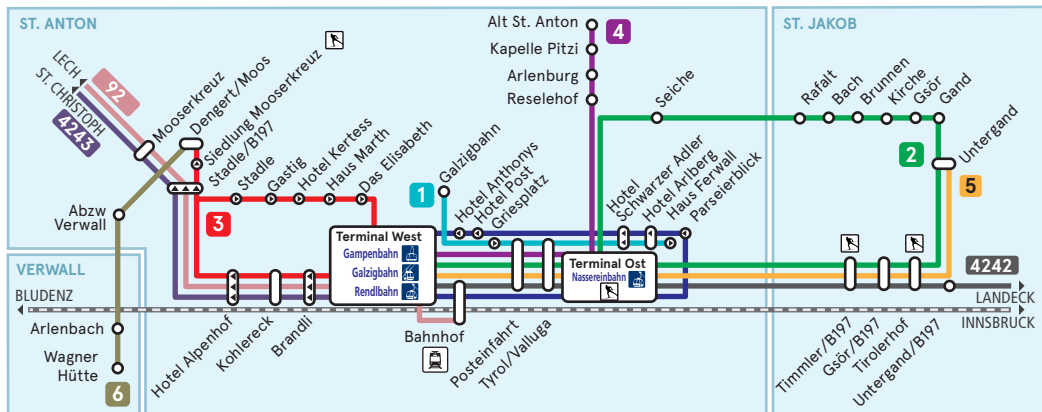 ST. ANTON
ST. JAKOB
VERWALL
LECH
ST. CHRISTOPH
92
4243
Mooserkreuz
Dengert/Moos
Siedlung Mooserkreuz
Stadle/B197
Stadle
Gastig
Hotel Kertess
Haus Marth
Das Elisabeth
3
Abzw
Verwall
Alt St. Anton
4
Kapelle Pitzi
Arlenburg
Reselehof
Galzigbahn
1
Hotel Anthonys
Hotel Post
Griesplatz
Hotel
Schwarzer Adler
Hotel Arlberg
Haus Ferwall
Parseierblick
Seiche
Rafalt
Bach
Brunnen
Kirche
Gsör
Gand
Untergand
2
5
Terminal West
Gampenbahn
Galzigbahn
Rendlbahn
Terminal Ost
Nassereinbahn
4242
LANDECK
INNSBRUCK
BLUDENZ
Arlenbach
Wagner
Hütte
6
Hotel Alpenhof
Kohlereck
Brandli
Bahnhof
Posteinfahrt
Tyrol/Valluga
Timmler/B197
Gsör/B197
Tirolerhof
Untergand/B197